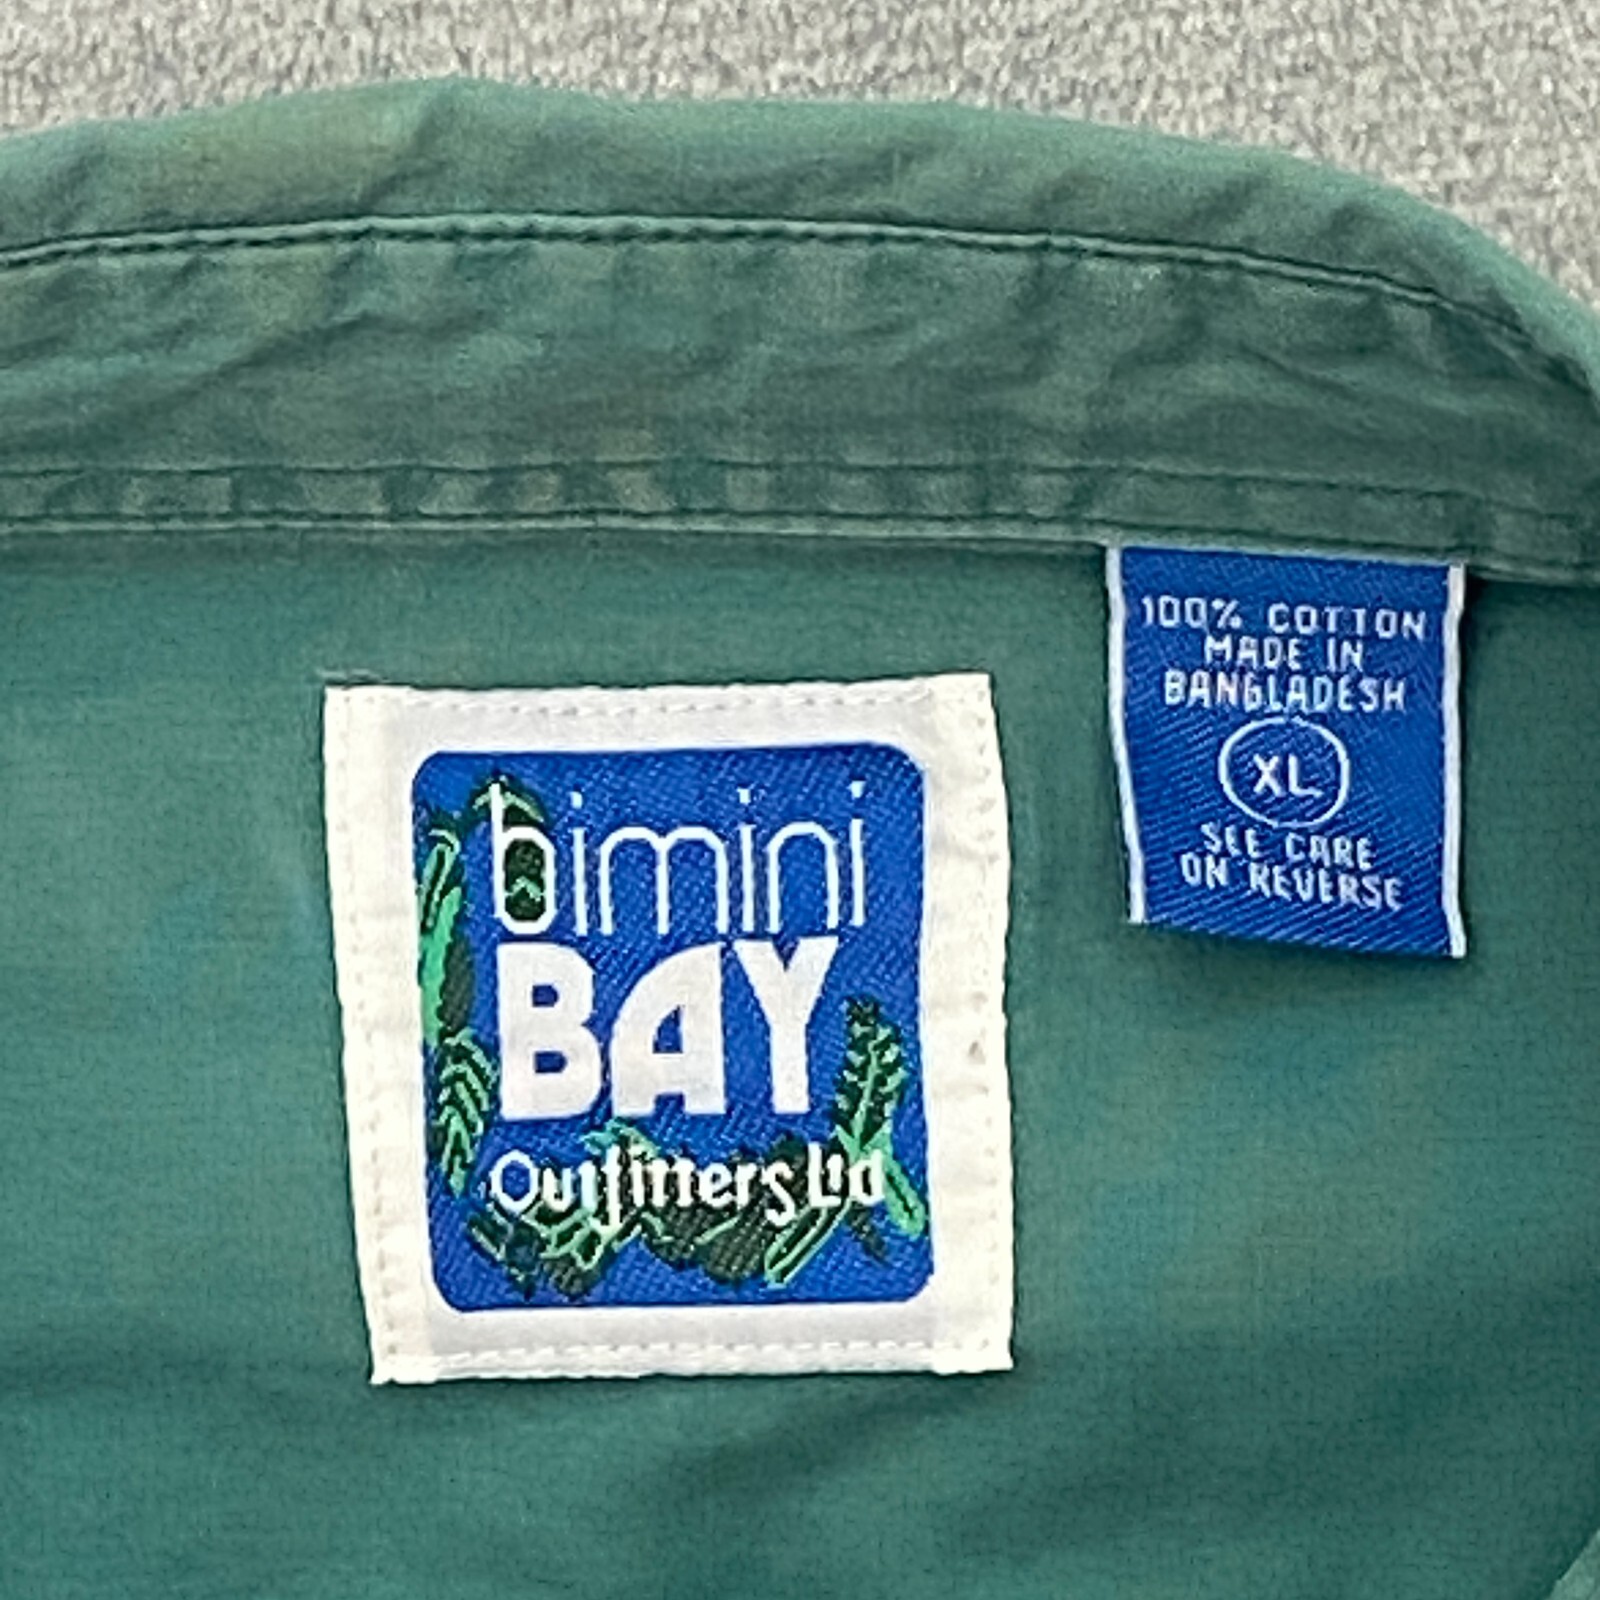 bimini
BAY
Outfitters Ltd
100% COTTON
MADE IN
BANGLADESH
XL
SEE CARE
ON REVERSE